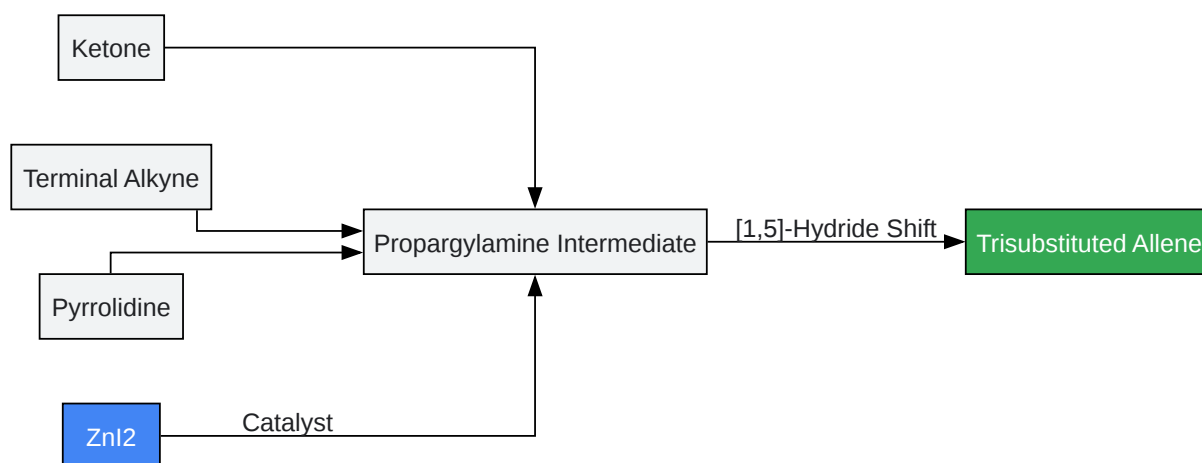 Ketone
Terminal Alkyne
Pyrrolidine
ZnI2
Catalyst
Propargylamine Intermediate
[1,5]-Hydride Shift
Trisubstituted Allene